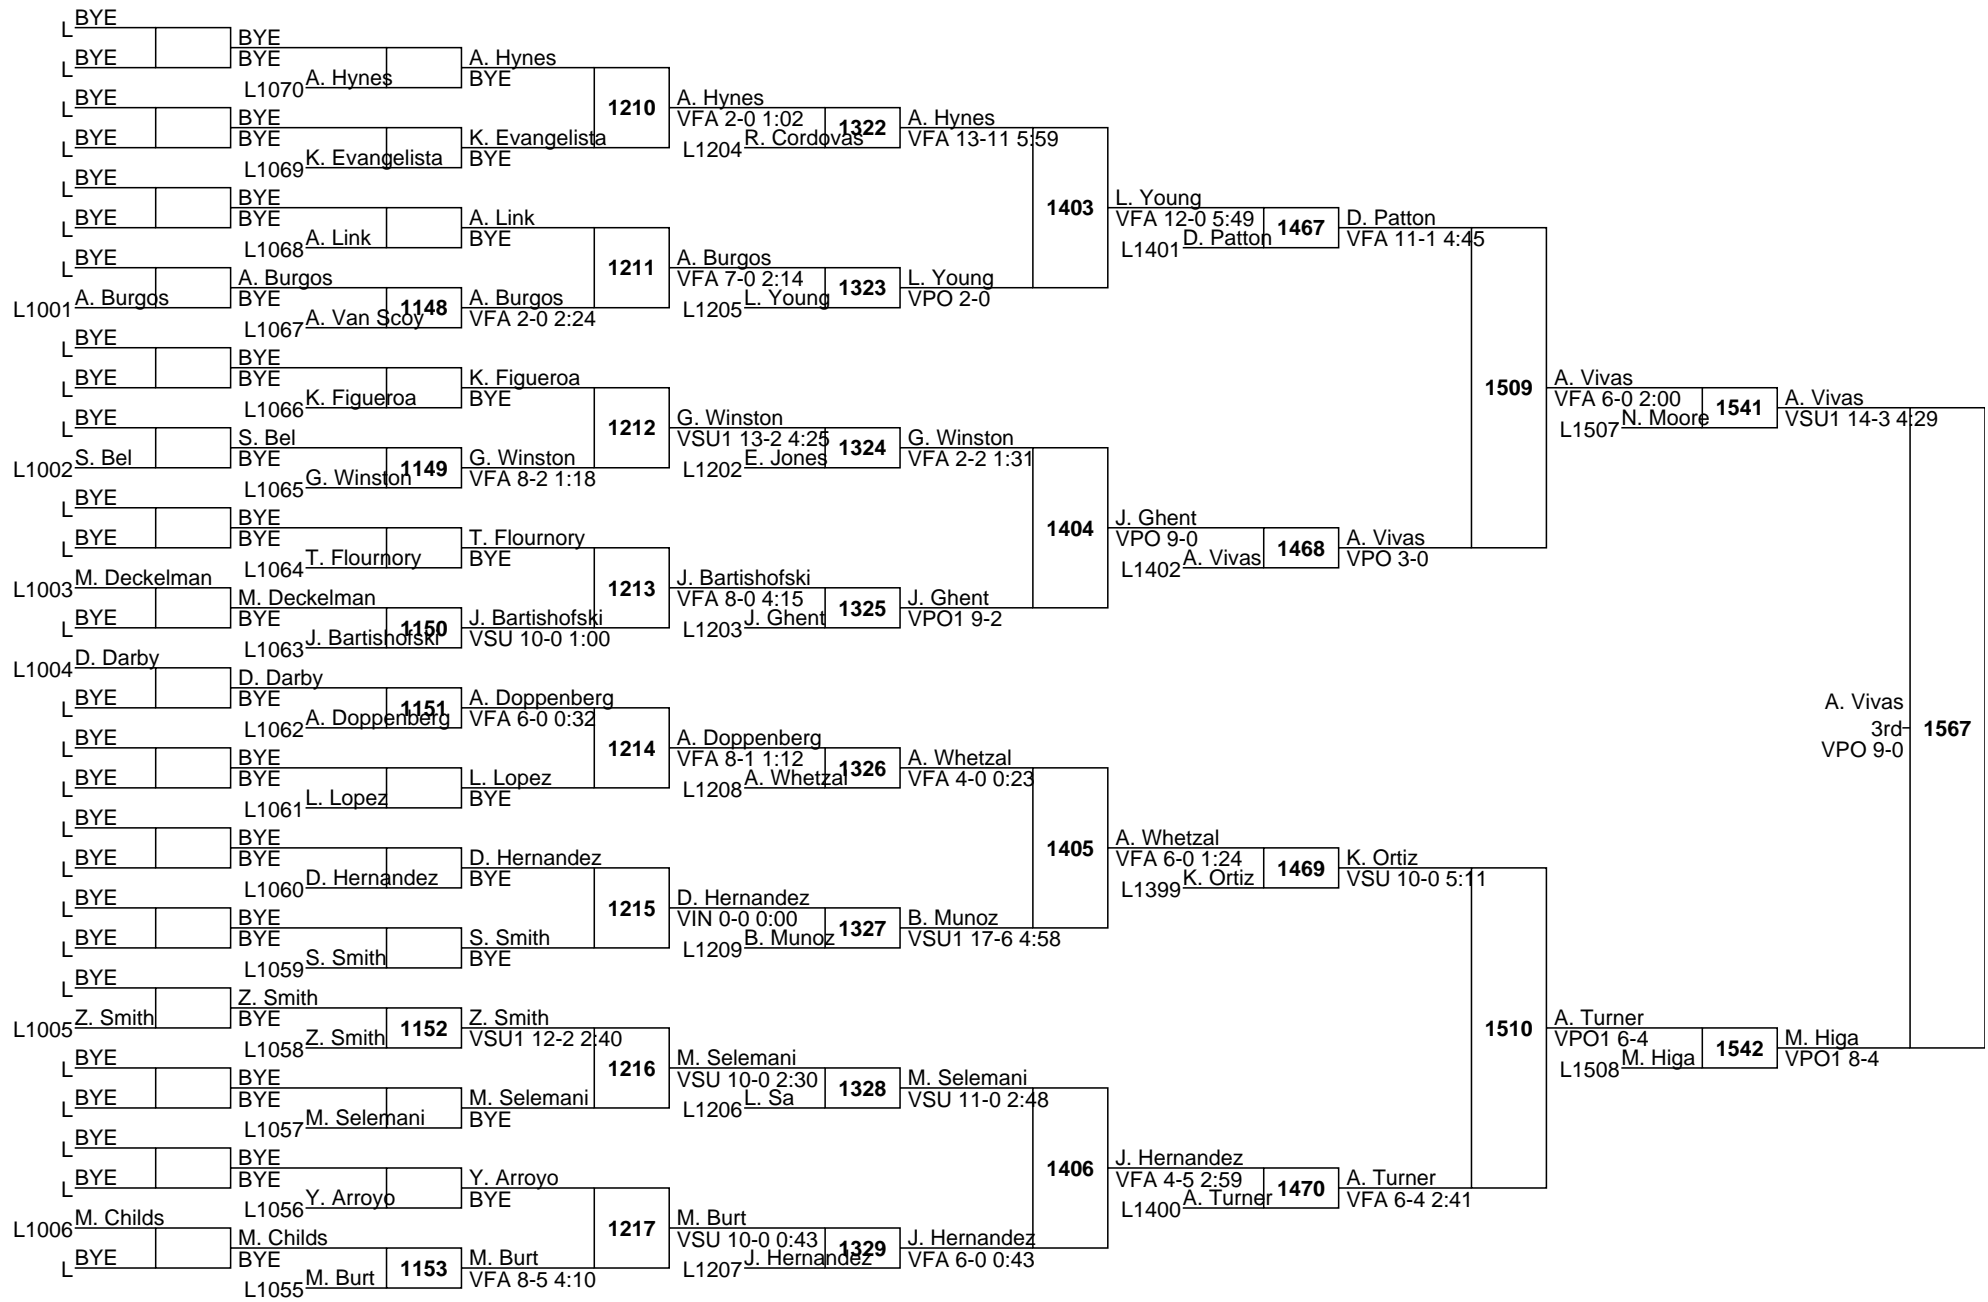 BYE
L
BYE
L
BYE
L
BYE
L
BYE
L
BYE
L
BYE
L
A. Burgos
L1001
BYE
L
BYE
L
BYE
L
S. Bel
L1002
BYE
L
BYE
L
M. Deckelman
L1003
BYE
L
D. Darby
L1004
BYE
L
BYE
L
BYE
L
BYE
L
BYE
L
BYE
L
BYE
L
BYE
L
Z. Smith
L1005
BYE
L
BYE
L
BYE
L
BYE
L
M. Childs
L1006
BYE
L
BYE
BYE
A. Hynes
L1070
BYE
BYE
K. Evangelista
L1069
BYE
BYE
A. Link
L1068
A. Burgos
BYE
A. Van Scoy
L1067
1148
BYE
BYE
K. Figueroa
L1066
S. Bel
BYE
G. Winston
L1065
1149
BYE
BYE
T. Flournory
L1064
M. Deckelman
BYE
J. Bartishofski
L1063
1150
D. Darby
BYE
A. Doppenberg
L1062
1151
BYE
BYE
L. Lopez
L1061
BYE
BYE
D. Hernandez
L1060
BYE
BYE
S. Smith
L1059
Z. Smith
BYE
Z. Smith
L1058
1152
BYE
BYE
M. Selemani
L1057
BYE
BYE
Y. Arroyo
L1056
M. Childs
BYE
M. Burt
L1055
1153
A. Hynes
BYE
1210
K. Evangelista
BYE
A. Link
BYE
1211
A. Burgos
VFA 2-0 2:24
K. Figueroa
BYE
1212
G. Winston
VFA 8-2 1:18
T. Flournory
BYE
1213
J. Bartishofski
VSU 10-0 1:00
A. Doppenberg
VFA 6-0 0:32
1214
L. Lopez
BYE
D. Hernandez
BYE
1215
S. Smith
BYE
Z. Smith
VSU1 12-2 2:40
1216
M. Selemani
BYE
Y. Arroyo
BYE
1217
M. Burt
VFA 8-5 4:10
A. Hynes
VFA 2-0 1:02
R. Cordovas
L1204
1322
A. Burgos
VFA 7-0 2:14
L. Young
L1205
1323
G. Winston
VSU1 13-2 4:25
E. Jones
L1202
1324
J. Bartishofski
VFA 8-0 4:15
J. Ghent
L1203
1325
A. Doppenberg
VFA 8-1 1:12
A. Whetzal
L1208
1326
D. Hernandez
VIN 0-0 0:00
B. Munoz
L1209
1327
M. Selemani
VSU 10-0 2:30
L. Sa
L1206
1328
M. Burt
VSU 10-0 0:43
J. Hernandez
L1207
1329
A. Hynes
VFA 13-11 5:59
1403
L. Young
VPO 2-0
G. Winston
VFA 2-2 1:31
1404
J. Ghent
VPO1 9-2
A. Whetzal
VFA 4-0 0:23
1405
B. Munoz
VSU1 17-6 4:58
M. Selemani
VSU 11-0 2:48
1406
J. Hernandez
VFA 6-0 0:43
L. Young
VFA 12-0 5:49
D. Patton
L1401
1467
J. Ghent
VPO 9-0
A. Vivas
L1402
1468
A. Whetzal
VFA 6-0 1:24
K. Ortiz
L1399
1469
J. Hernandez
VFA 4-5 2:59
A. Turner
L1400
1470
D. Patton
VFA 11-1 4:45
1509
A. Vivas
VPO 3-0
K. Ortiz
VSU 10-0 5:11
1510
A. Turner
VFA 6-4 2:41
A. Vivas
VFA 6-0 2:00
N. Moore
L1507
1541
A. Turner
VPO1 6-4
M. Higa
L1508
1542
A. Vivas
VSU1 14-3 4:29
M. Higa
VPO1 8-4
A. Vivas
3rd
VPO 9-0
1567